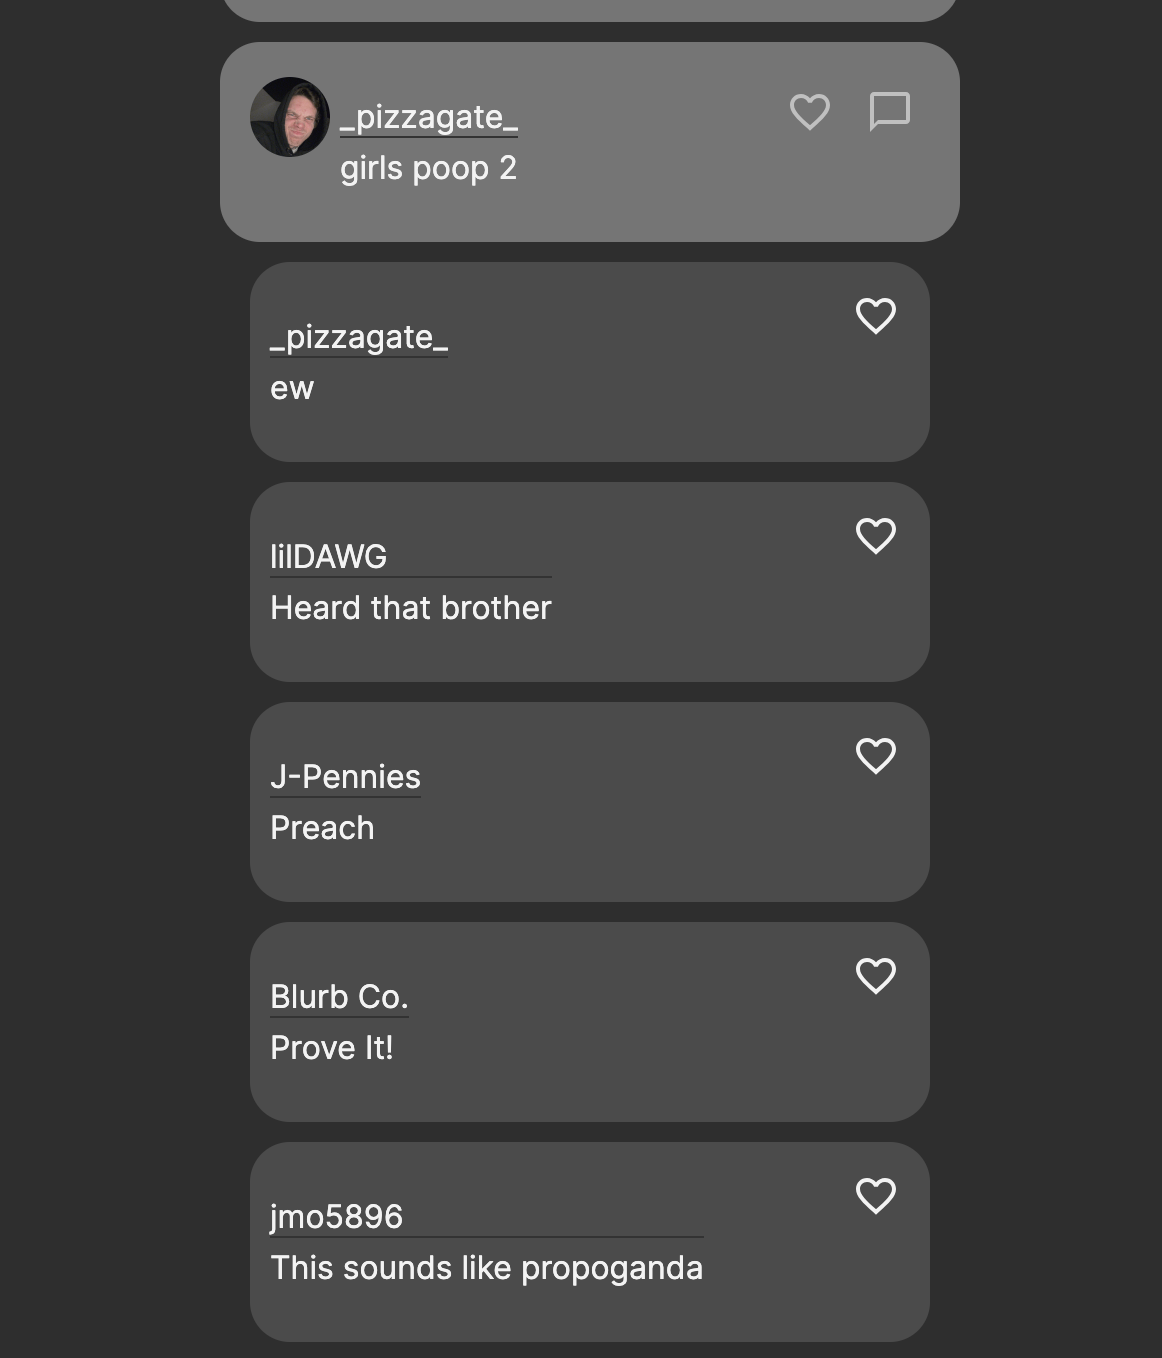 _pizzagate_
girls poop 2
_pizzagate_
ew
lilDAWG
Heard that brother
J-Pennies
Preach
Blurb Co.
Prove It!
jmo5896
This sounds like propoganda